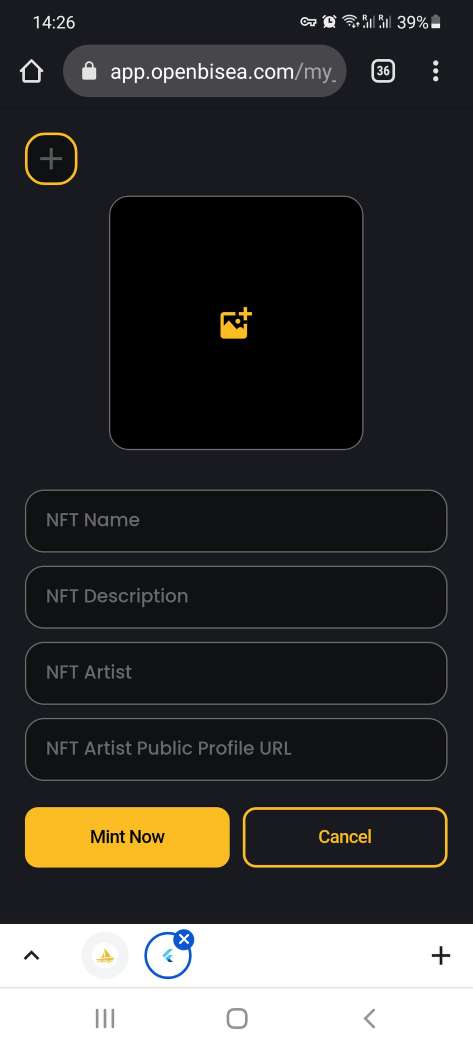 14:26
R R 39%
app.openbisea.com/my_
36
NFT Name
NFT Description
NFT Artist
NFT Artist Public Profile URL
Mint Now
Cancel